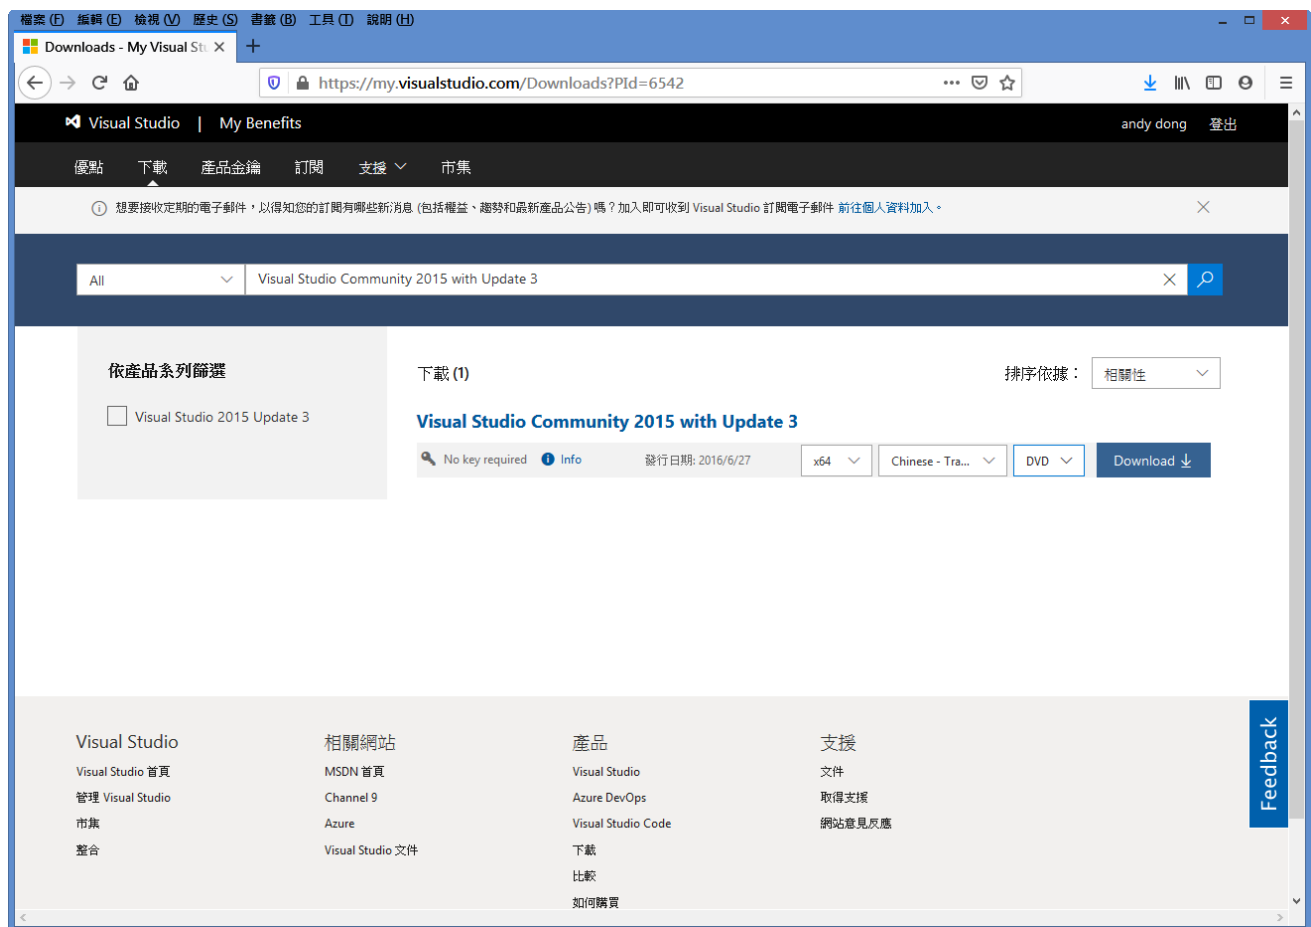 檔案 (F) 編輯 (E) 檢視 (V) 歷史 (S) 書籤 (B) 工具 (T) 說明 (H)
Downloads - My Visual Stu
https://my.visualstudio.com/Downloads?PId=6542
Visual Studio | My Benefits
andy dong 登出
優點 下載 產品金鑰 訂閱 支援 市集
想要接收定期的電子郵件，以得知您的訂閱有哪些新消息 (包括權益、趨勢和最新產品公告) 嗎？加入即可收到 Visual Studio 訂閱電子郵件 前往個人資料加入。
All Visual Studio Community 2015 with Update 3
依產品系列篩選
Visual Studio 2015 Update 3
下載 (1)
排序依據： 相關性
Visual Studio Community 2015 with Update 3
No key required Info 發行日期: 2016/6/27 x64 Chinese - Tra... DVD Download
Feedback
Visual Studio 相關網站 產品 支援
Visual Studio 首頁 MSDN 首頁 Visual Studio 文件
管理 Visual Studio Channel 9 Azure DevOps 取得支援
市集 Azure Visual Studio Code 網站意見反應
整合 Visual Studio 文件 下載
比較
如何購買